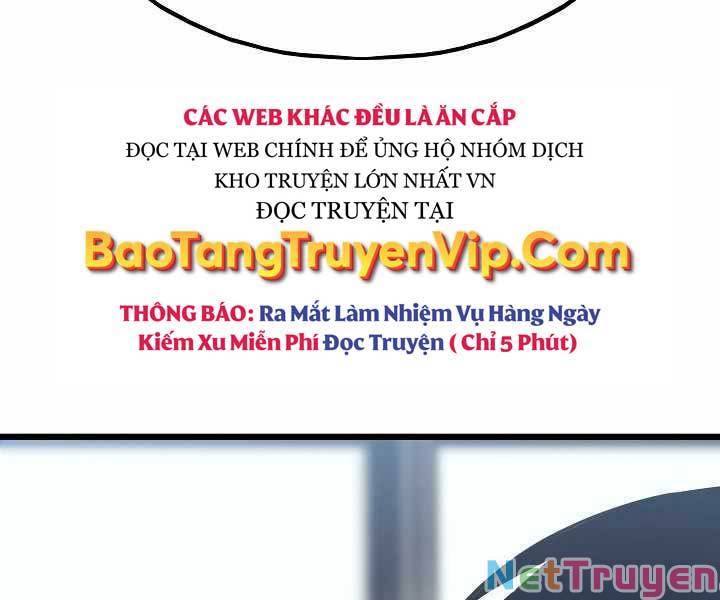 CÁC WEB KHÁC ĐỀU LÀ ĂN CẮP
ĐỌC TẠI WEB CHÍNH ĐỂ ỦNG HỘ NHÓM DỊCH
KHO TRUYỆN LỚN NHẤT VN
ĐỌC TRUYỆN TẠI
BaoTangTruyenVip.Com
THÔNG BÁO: Ra Mắt Làm Nhiệm Vụ Hàng Ngày
Kiếm Xu Miễn Phí Đọc Truyện ( Chỉ 5 Phút)
NetTruyen